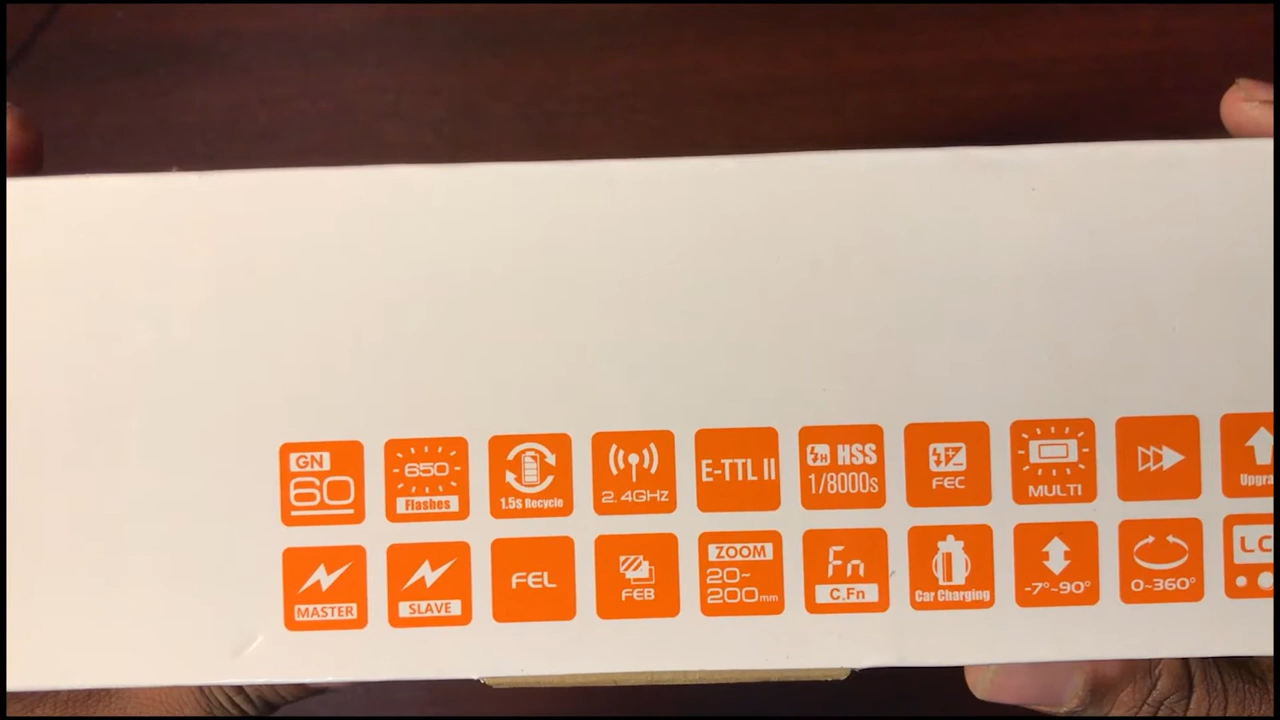 GN
60
650
Flashes
1.5s Recycle
2.4GHz
E-TTL II
HSS
1/8000s
FEC
MULTI
MASTER
SLAVE
FEL
FEB
ZOOM
20~
200mm
Fn
C.Fn
Car Charging
-7°~90°
0~360°
LC